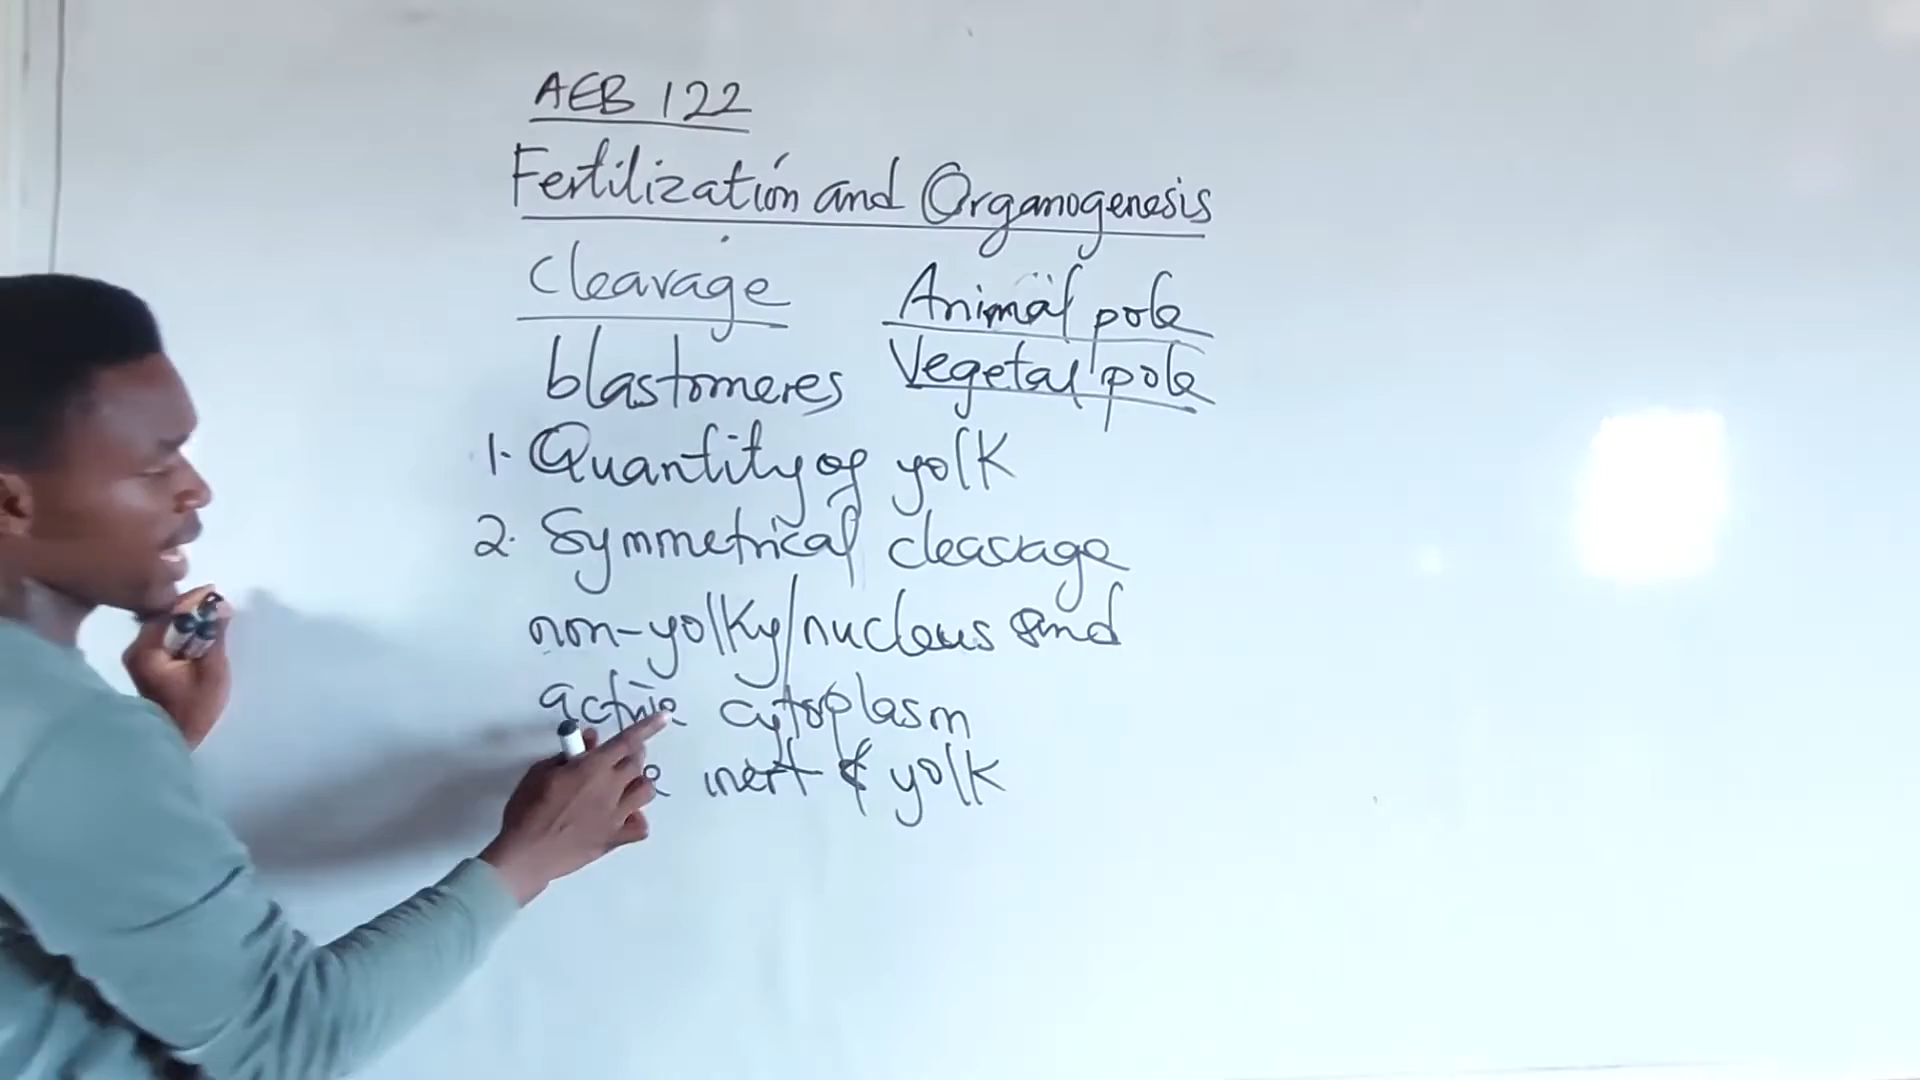 AEB 122
Fertilization and Organogenesis
Cleavage
Animal pole
blastomeres
Vegetal pole
1. Quantity of yolk
2. Symmetrical cleavage
non-yolky/nucleus and
active cytoplasm
inert & yolk